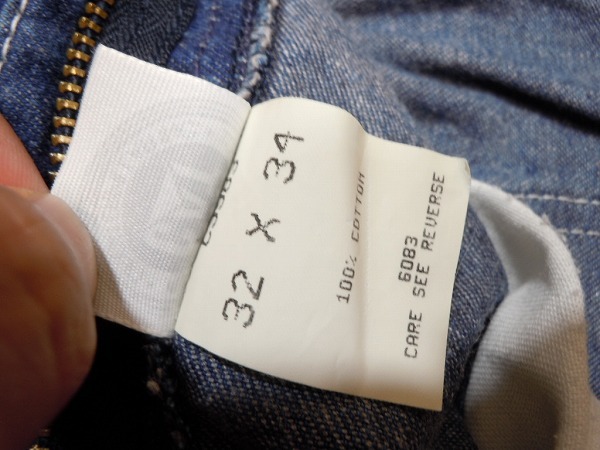 32 X 34
100% COTTON
6083
CARE SEE REVERSE